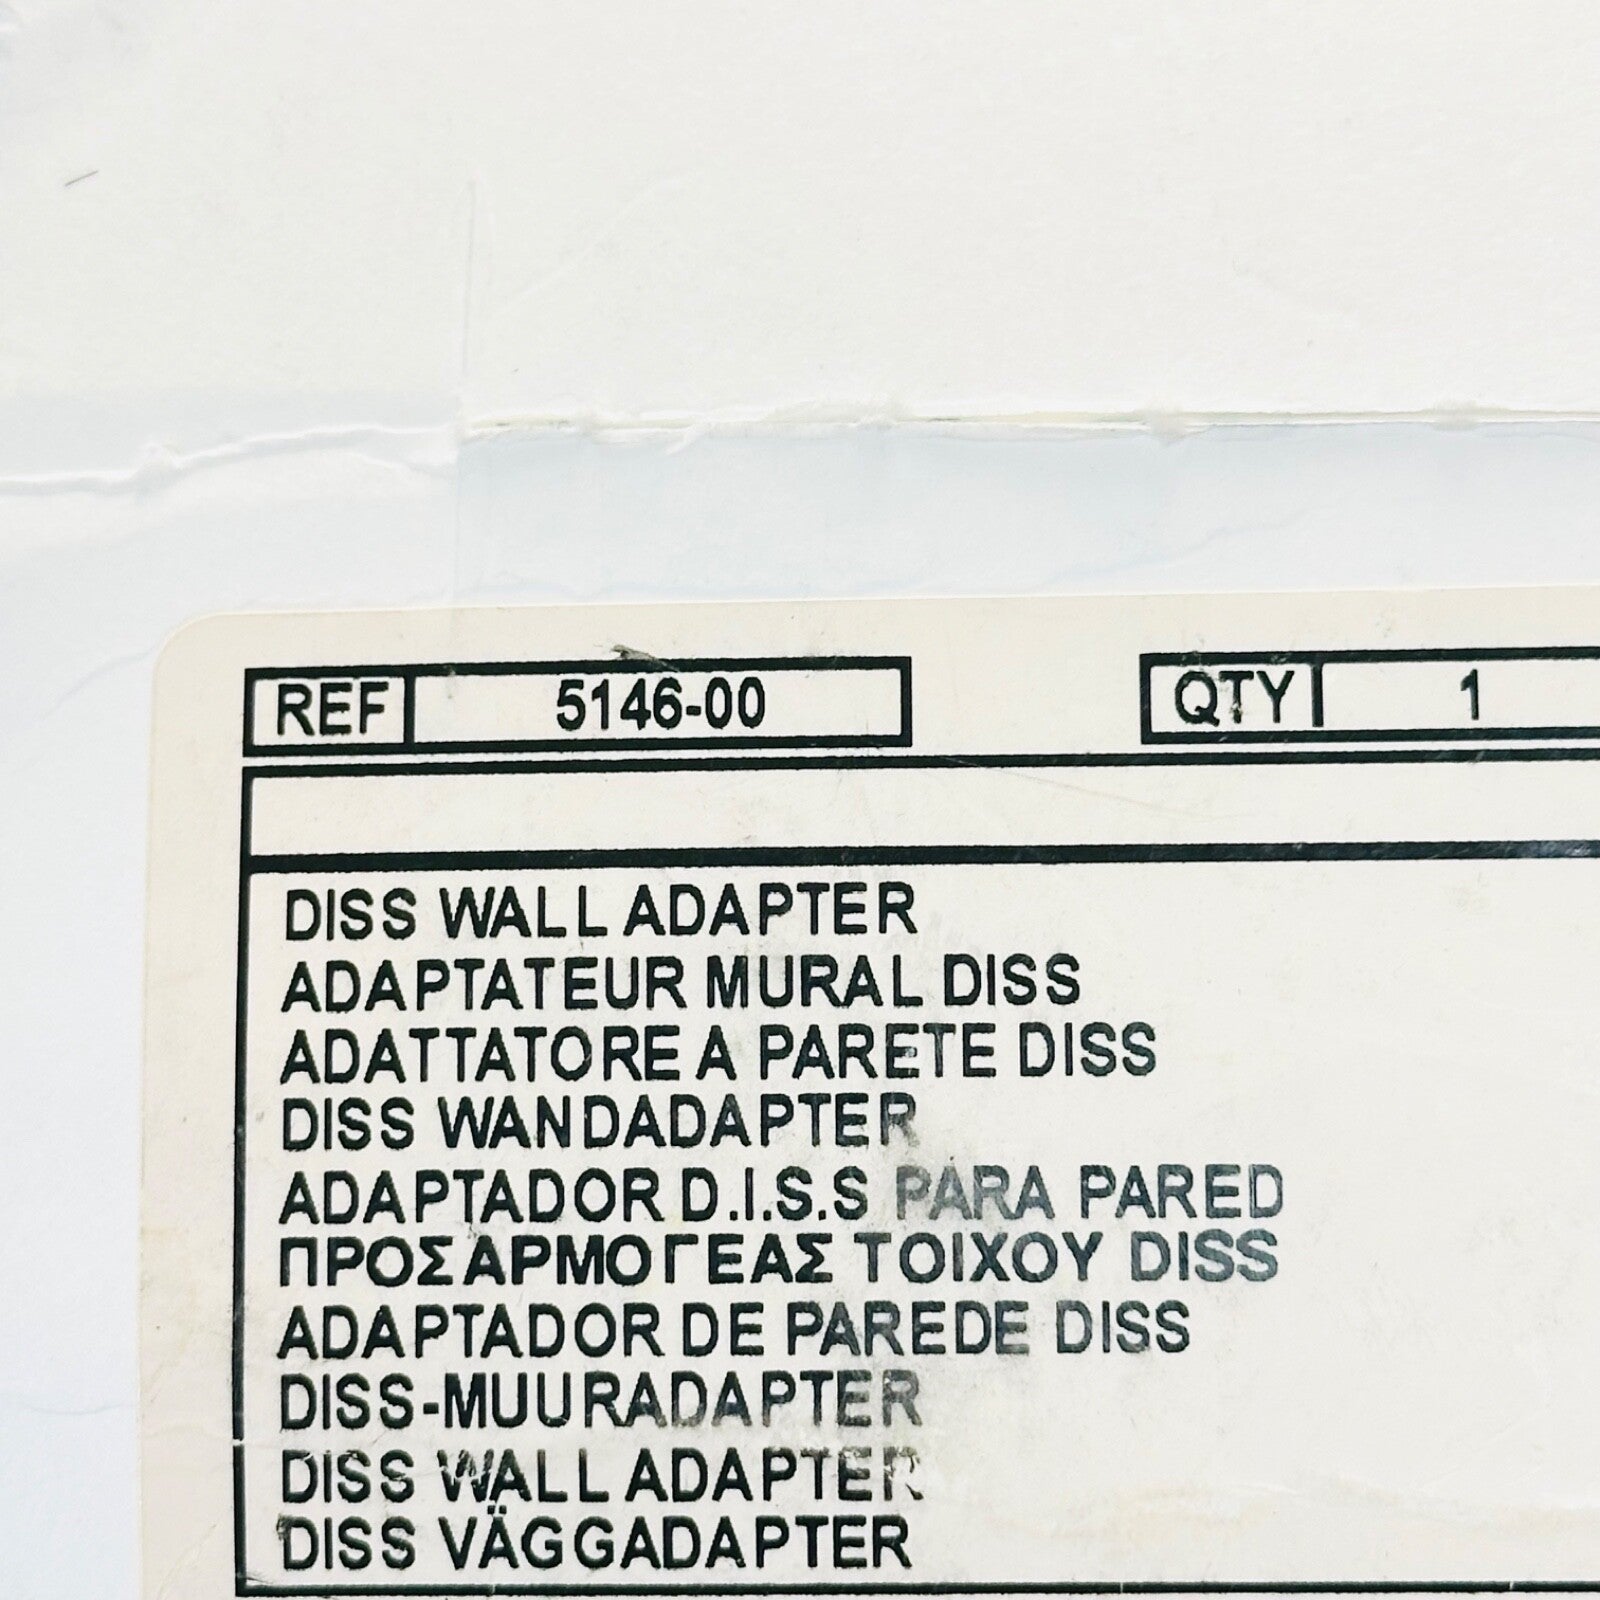 REF 5146-00 QTY 1
DISS WALL ADAPTER
ADAPTATEUR MURAL DISS
ADATTATORE A PARETE DISS
DISS WANDADAPTER
ADAPTADOR D.I.S.S PARA PARED
ΠΡΟΣΑΡΜΟΓΕΑΣ ΤΟΙΧΟΥ DISS
ADAPTADOR DE PAREDE DISS
DISS-MUURADAPTER
DISS WALL ADAPTER
DISS VÄGGADAPTER